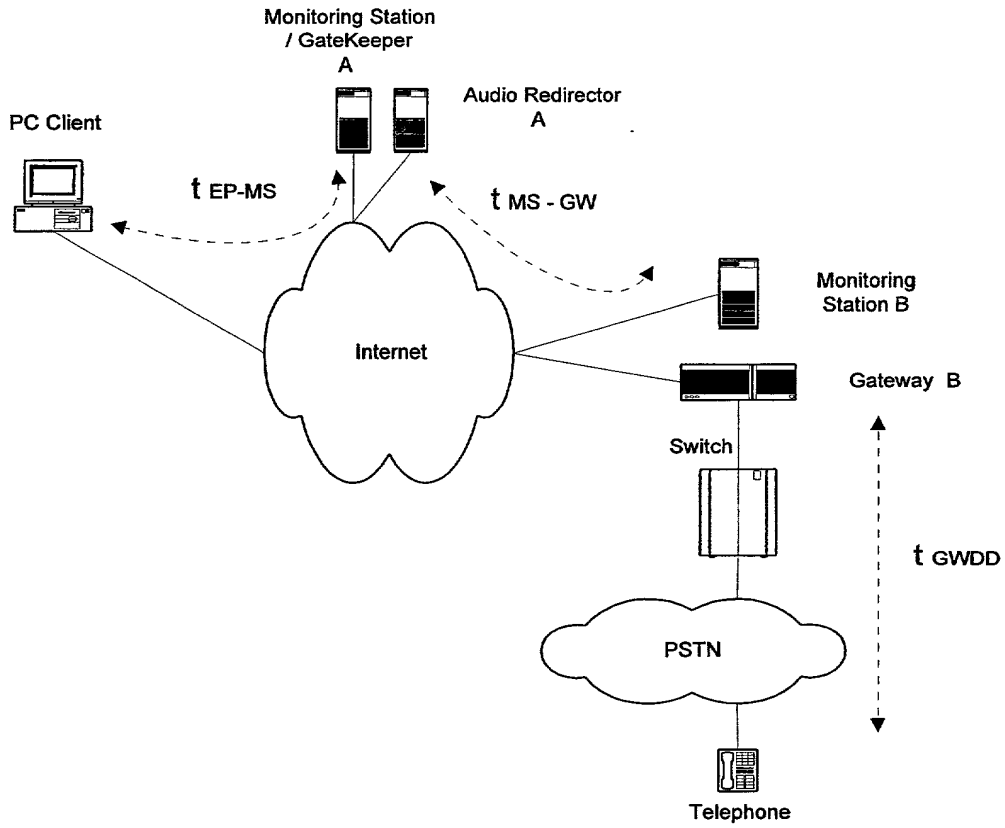 Monitoring Station
/ GateKeeper
A
Audio Redirector
A
PC Client
t EP-MS
t MS - GW
Monitoring
Station B
Internet
Gateway B
Switch
t GWDD
PSTN
Telephone